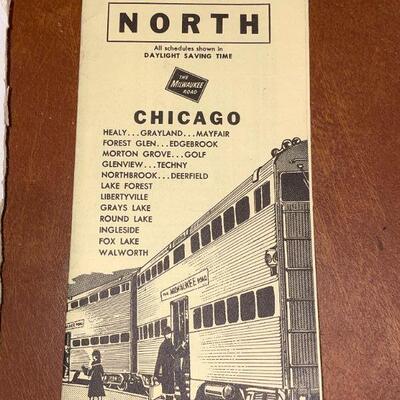 NORTH
All schedules shown in
DAYLIGHT SAVING TIME
THE
MILWAUKEE
ROAD
CHICAGO
HEALY...GRAYLAND...MAYFAIR
FOREST GLEN...EDGEBROOK
MORTON GROVE...GOLF
GLENVIEW...TECHNY
NORTHBROOK...DEERFIELD
LAKE FOREST
LIBERTYVILLE
GRAYS LAKE
ROUND LAKE
INGLESIDE
FOX LAKE
WALWORTH
THE MILWAUKEE ROAD
MILWAUKEE ROAD